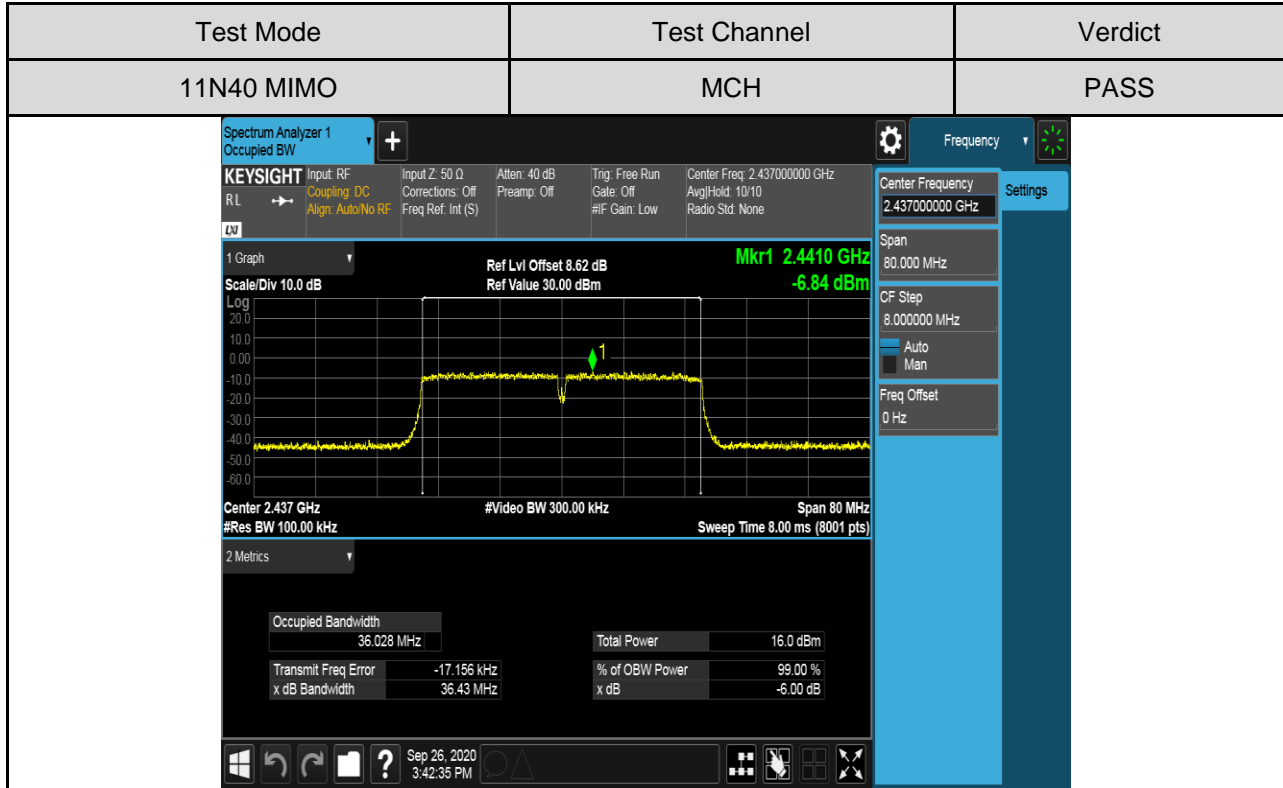 Test Mode Test Channel Verdict
11N40 MIMO MCH PASS
Spectrum Analyzer 1
Occupied BW
+
Frequency
KEYSIGHT Input: RF Input Z: 50 Ω Atten: 40 dB Trig: Free Run Center Freq: 2.437000000 GHz
RL Coupling: DC Corrections: Off Preamp: Off Gate: Off Avg|Hold: 10/10
Align: Auto/No RF Freq Ref: Int (S) #IF Gain: Low Radio Std: None
LXI
Center Frequency
2.437000000 GHz
Settings
Span
80.000 MHz
CF Step
8.000000 MHz
Auto
Man
Freq Offset
0 Hz
1 Graph Ref Lvl Offset 8.62 dB Mkr1 2.4410 GHz
Scale/Div 10.0 dB Ref Value 30.00 dBm -6.84 dBm
Log
20.0
10.0
0.00
-10.0
-20.0
-30.0
-40.0
-50.0
-60.0
1
Center 2.437 GHz #Video BW 300.00 kHz Span 80 MHz
#Res BW 100.00 kHz Sweep Time 8.00 ms (8001 pts)
2 Metrics
Occupied Bandwidth
36.028 MHz Total Power 16.0 dBm
Transmit Freq Error -17.156 kHz % of OBW Power 99.00 %
x dB Bandwidth 36.43 MHz x dB -6.00 dB
? Sep 26, 2020
3:42:35 PM